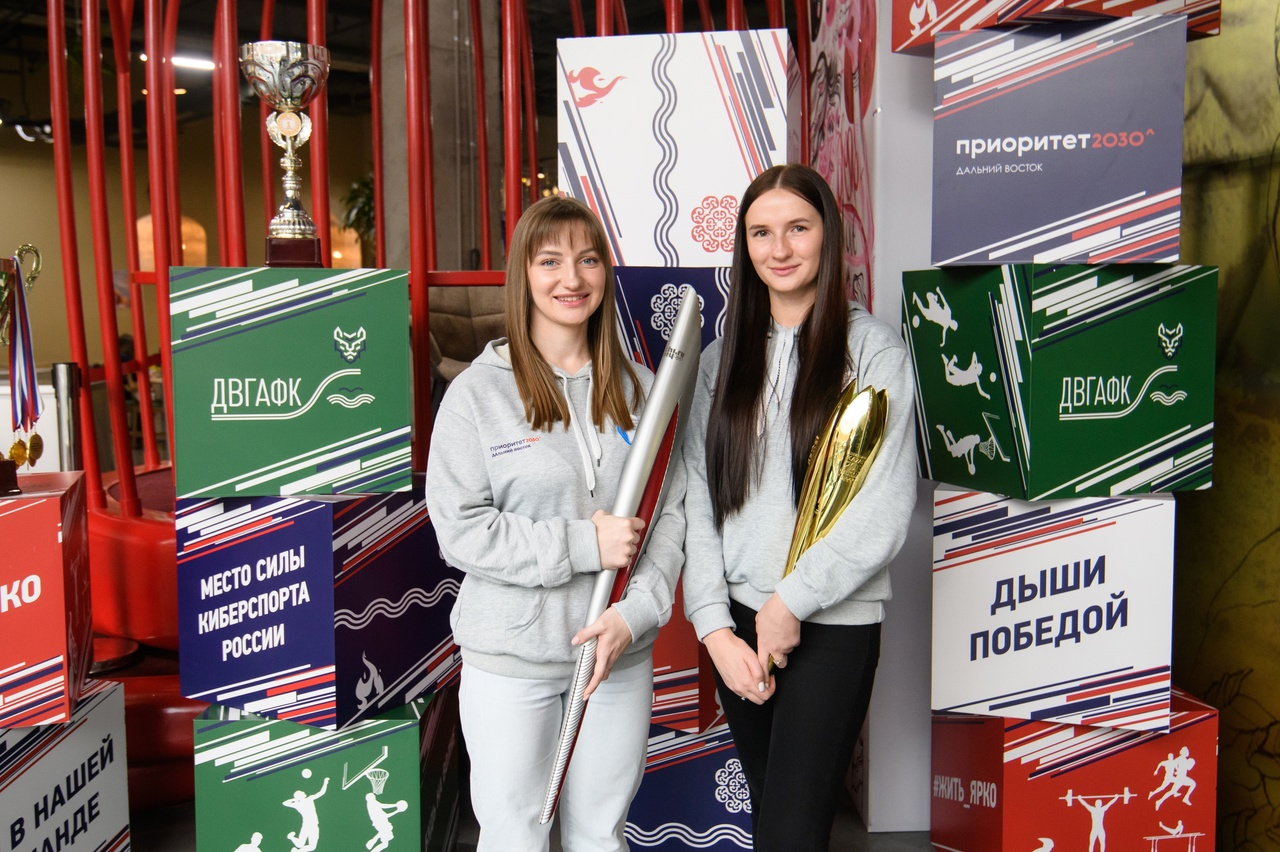 приоритет2030^
ДАЛЬНИЙ ВОСТОК
ДВГАФК
ДВГАФК
приоритет2030^
ДАЛЬНИЙ ВОСТОК
МЕСТО СИЛЫ
КИБЕРСПОРТА
РОССИИ
ДЫШИ
ПОБЕДОЙ
КО
В НАШЕЙ
АНДЕ
#ЖИТЬ_ЯРКО